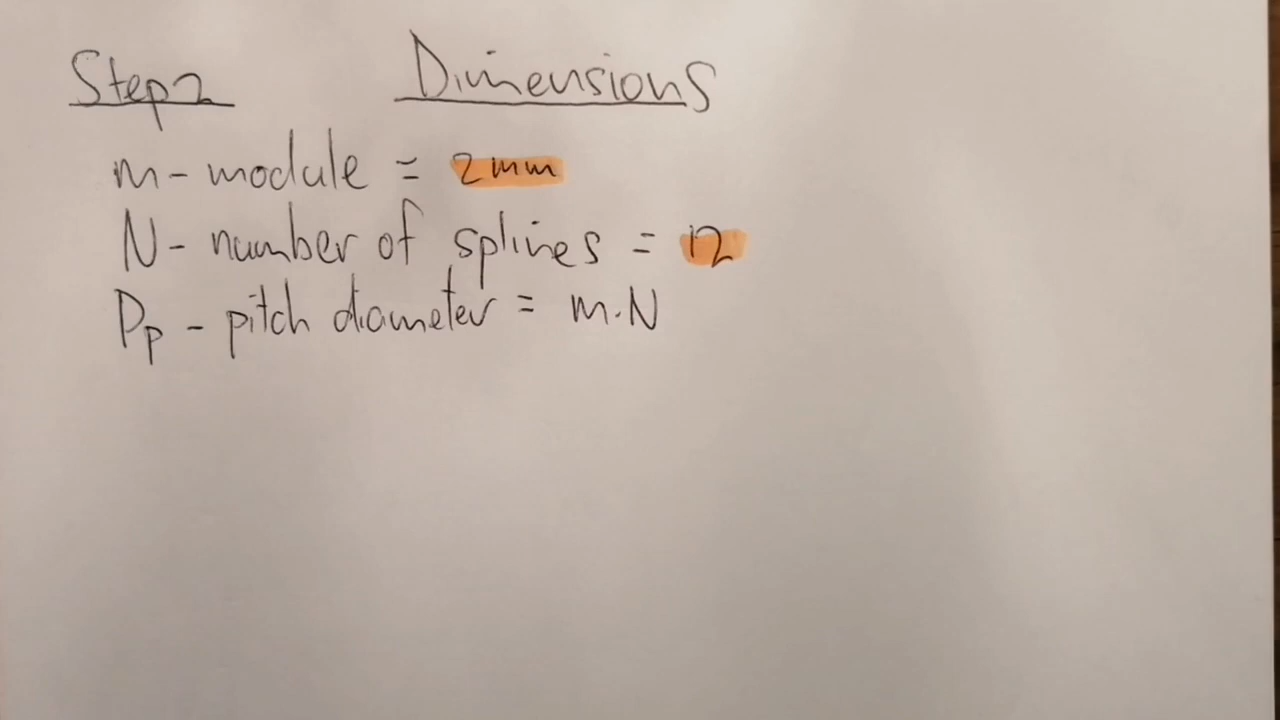 Step 2 Dimensions
m - module = 2mm
N - number of splines = 12
Dp - pitch diameter = m.N